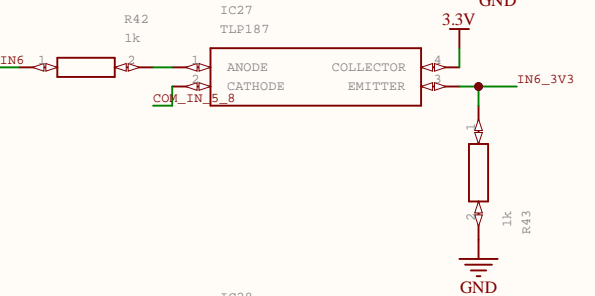 GND
IC27
TLP187
R42
1k
3.3V
IN6
1
2
1
ANODE
COLLECTOR
4
2
CATHODE
EMITTER
3
IN6_3V3
COM_IN_5_8
1
2
1k
R43
GND
IC28